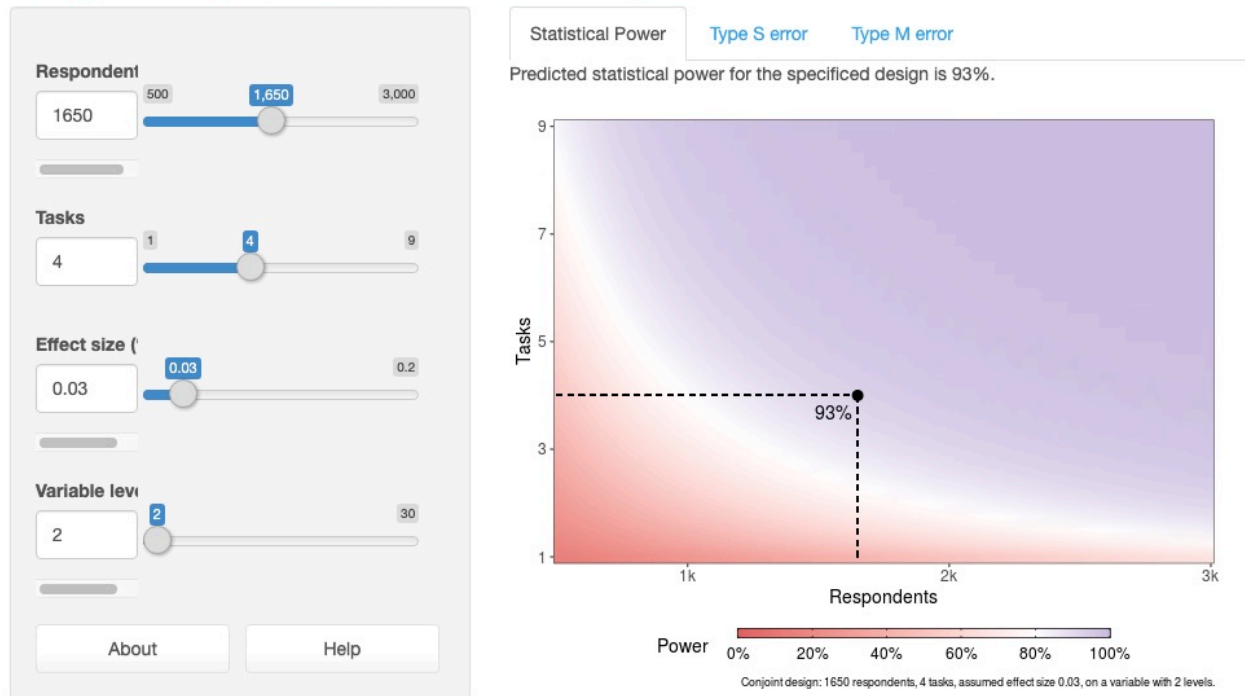 Respondent
1650
500 1,650 3,000
Tasks
4
1 4 9
Effect size (
0.03
0.03 0.2
Variable leve
2
2 30
About Help
Statistical Power Type S error Type M error
Predicted statistical power for the specificed design is 93%.
9
7
5
3
1
Tasks
93%
1k 2k 3k
Respondents
Power
0% 20% 40% 60% 80% 100%
Conjoint design: 1650 respondents, 4 tasks, assumed effect size 0.03, on a variable with 2 levels.